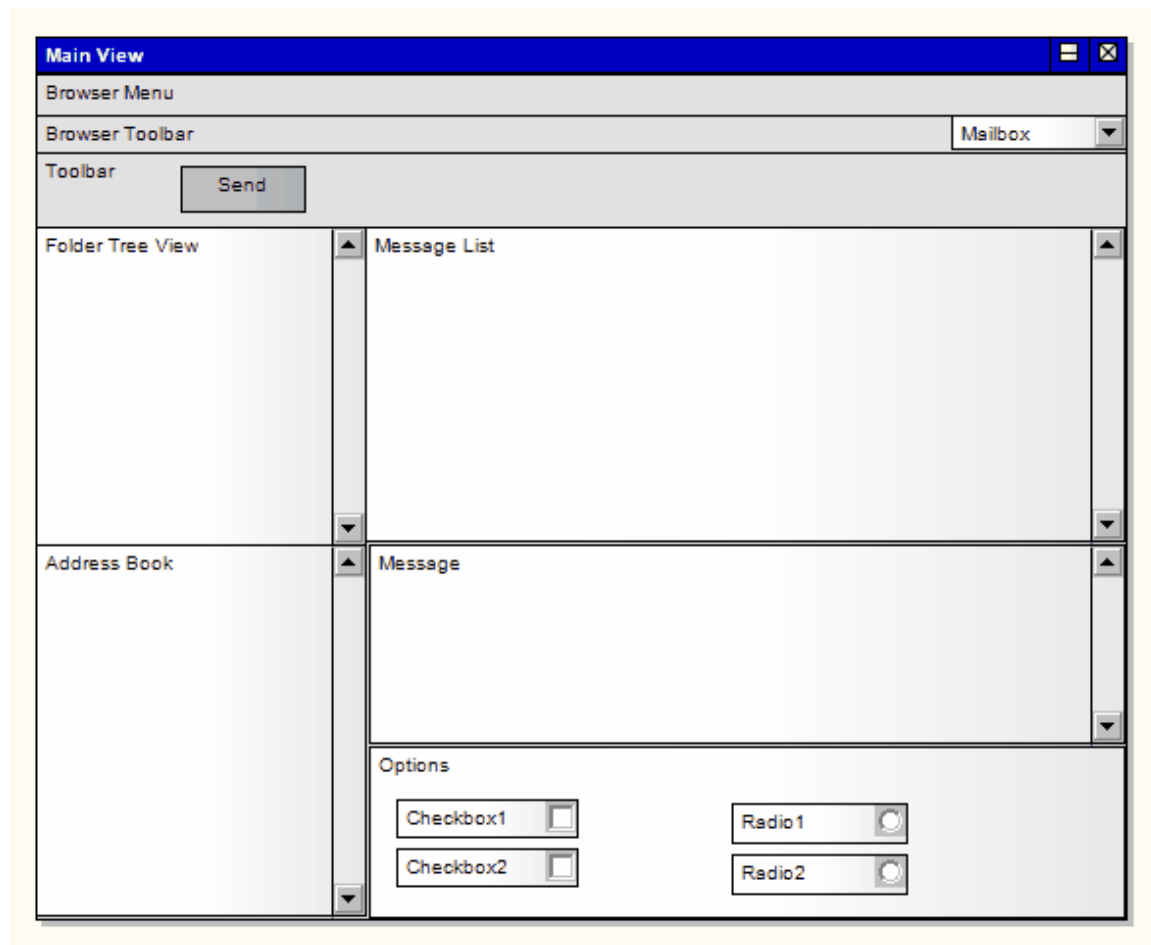 Main View
Browser Menu
Browser Toolbar
Mailbox
Toolbar
Send
Folder Tree View
Message List
Address Book
Message
Options
Checkbox1
Radio1
Checkbox2
Radio2